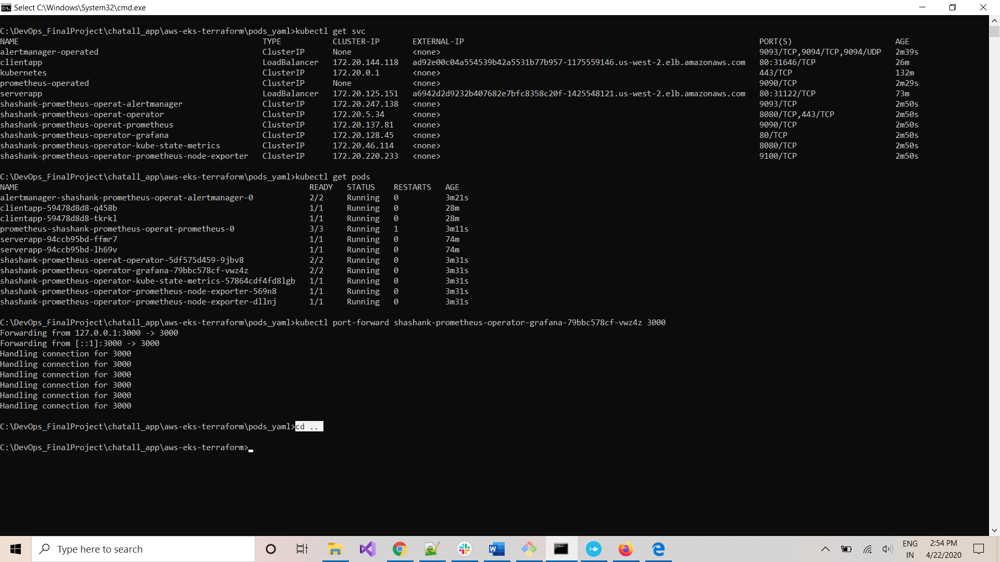 Select C:\Windows\System32\cmd.exe
C:\DevOps_FinalProject\chatall_app\aws-eks-terraform\pods_yaml>kubectl get svc
NAME TYPE CLUSTER-IP EXTERNAL-IP PORT(S) AGE
alertmanager-operated ClusterIP None <none> 9093/TCP,9094/TCP,9094/UDP 2m39s
clientapp LoadBalancer 172.20.144.118 ad92e00c04a554539b42a5531b77b957-1175559146.us-west-2.elb.amazonaws.com 80:31646/TCP 26m
kubernetes ClusterIP 172.20.0.1 <none> 443/TCP 132m
prometheus-operated ClusterIP None <none> 9090/TCP 2m29s
serverapp LoadBalancer 172.20.125.151 a6942d2d9232b407682e7bfc8358c20f-1425548121.us-west-2.elb.amazonaws.com 80:31122/TCP 73m
shashank-prometheus-operat-alertmanager ClusterIP 172.20.247.138 <none> 9093/TCP 2m50s
shashank-prometheus-operat-operator ClusterIP 172.20.5.34 <none> 8080/TCP,443/TCP 2m50s
shashank-prometheus-operat-prometheus ClusterIP 172.20.137.81 <none> 9090/TCP 2m50s
shashank-prometheus-operator-grafana ClusterIP 172.20.128.45 <none> 80/TCP 2m50s
shashank-prometheus-operator-kube-state-metrics ClusterIP 172.20.46.114 <none> 8080/TCP 2m50s
shashank-prometheus-operator-prometheus-node-exporter ClusterIP 172.20.220.233 <none> 9100/TCP 2m50s
C:\DevOps_FinalProject\chatall_app\aws-eks-terraform\pods_yaml>kubectl get pods
NAME READY STATUS RESTARTS AGE
alertmanager-shashank-prometheus-operat-alertmanager-0 2/2 Running 0 3m21s
clientapp-59478d8d8-q458b 1/1 Running 0 28m
clientapp-59478d8d8-tkrkl 1/1 Running 0 28m
prometheus-shashank-prometheus-operat-prometheus-0 3/3 Running 1 3m11s
serverapp-94ccb95bd-ffmr7 1/1 Running 0 74m
serverapp-94ccb95bd-lh69v 1/1 Running 0 74m
shashank-prometheus-operat-operator-5df575d459-9jbv8 2/2 Running 0 3m31s
shashank-prometheus-operator-grafana-79bbc578cf-vwz4z 2/2 Running 0 3m31s
shashank-prometheus-operator-kube-state-metrics-57864cdf4fd8lgb 1/1 Running 0 3m31s
shashank-prometheus-operator-prometheus-node-exporter-569n8 1/1 Running 0 3m31s
shashank-prometheus-operator-prometheus-node-exporter-dllnj 1/1 Running 0 3m31s
C:\DevOps_FinalProject\chatall_app\aws-eks-terraform\pods_yaml>kubectl port-forward shashank-prometheus-operator-grafana-79bbc578cf-vwz4z 3000
Forwarding from 127.0.0.1:3000 -> 3000
Forwarding from [::1]:3000 -> 3000
Handling connection for 3000
Handling connection for 3000
Handling connection for 3000
Handling connection for 3000
Handling connection for 3000
Handling connection for 3000
C:\DevOps_FinalProject\chatall_app\aws-eks-terraform\pods_yaml>cd ..
C:\DevOps_FinalProject\chatall_app\aws-eks-terraform>
Type here to search
ENG
IN
2:54 PM
4/22/2020